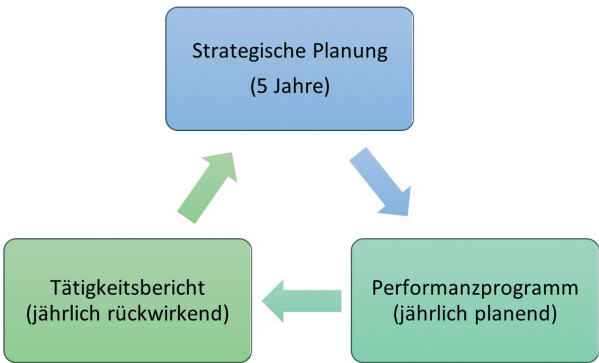 Strategische Planung
(5 Jahre)
Tätigkeitsbericht
(jährlich rückwirkend)
Performanzprogramm
(jährlich planend)